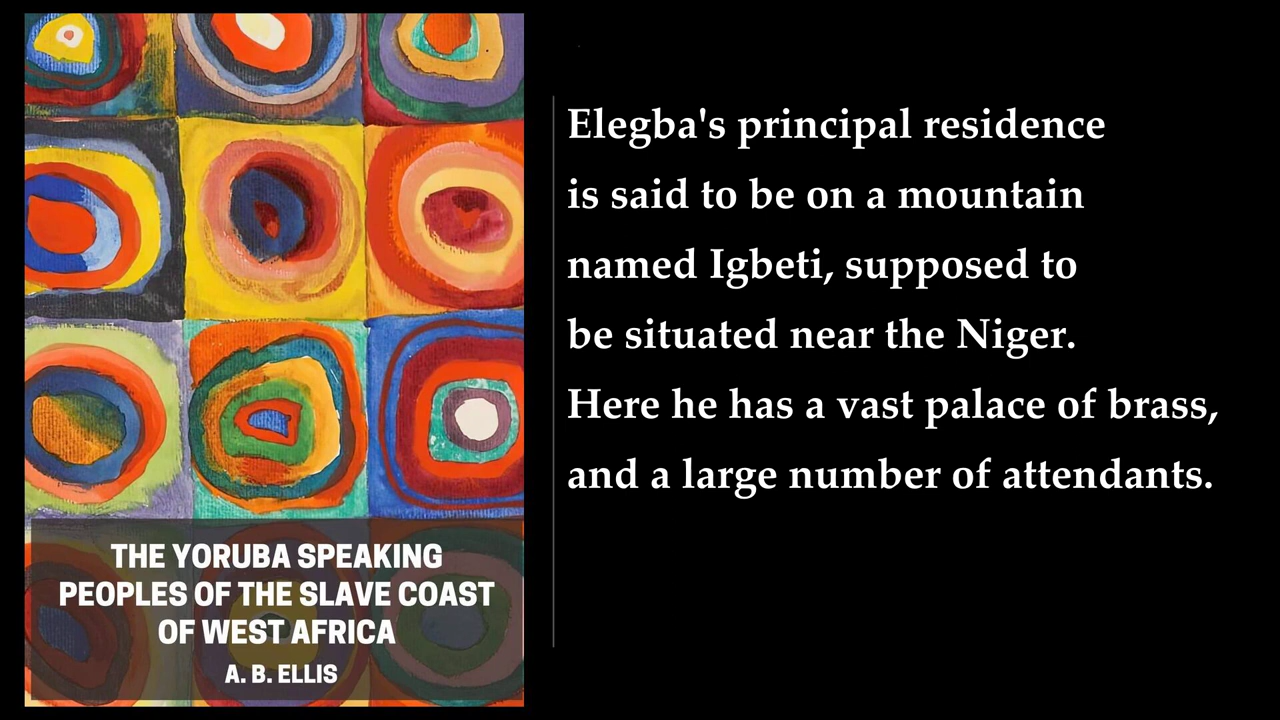 THE YORUBA SPEAKING
PEOPLES OF THE SLAVE COAST
OF WEST AFRICA
A. B. ELLIS
Elegba's principal residence
is said to be on a mountain
named Igbeti, supposed to
be situated near the Niger.
Here he has a vast palace of brass,
and a large number of attendants.